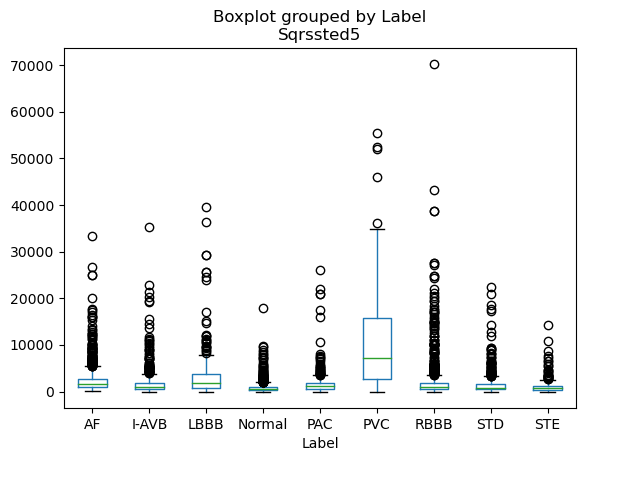 Boxplot grouped by Label
Sqrssted5
70000
60000
50000
40000
30000
20000
10000
0
AF I-AVB LBBB Normal PAC PVC RBBB STD STE
Label